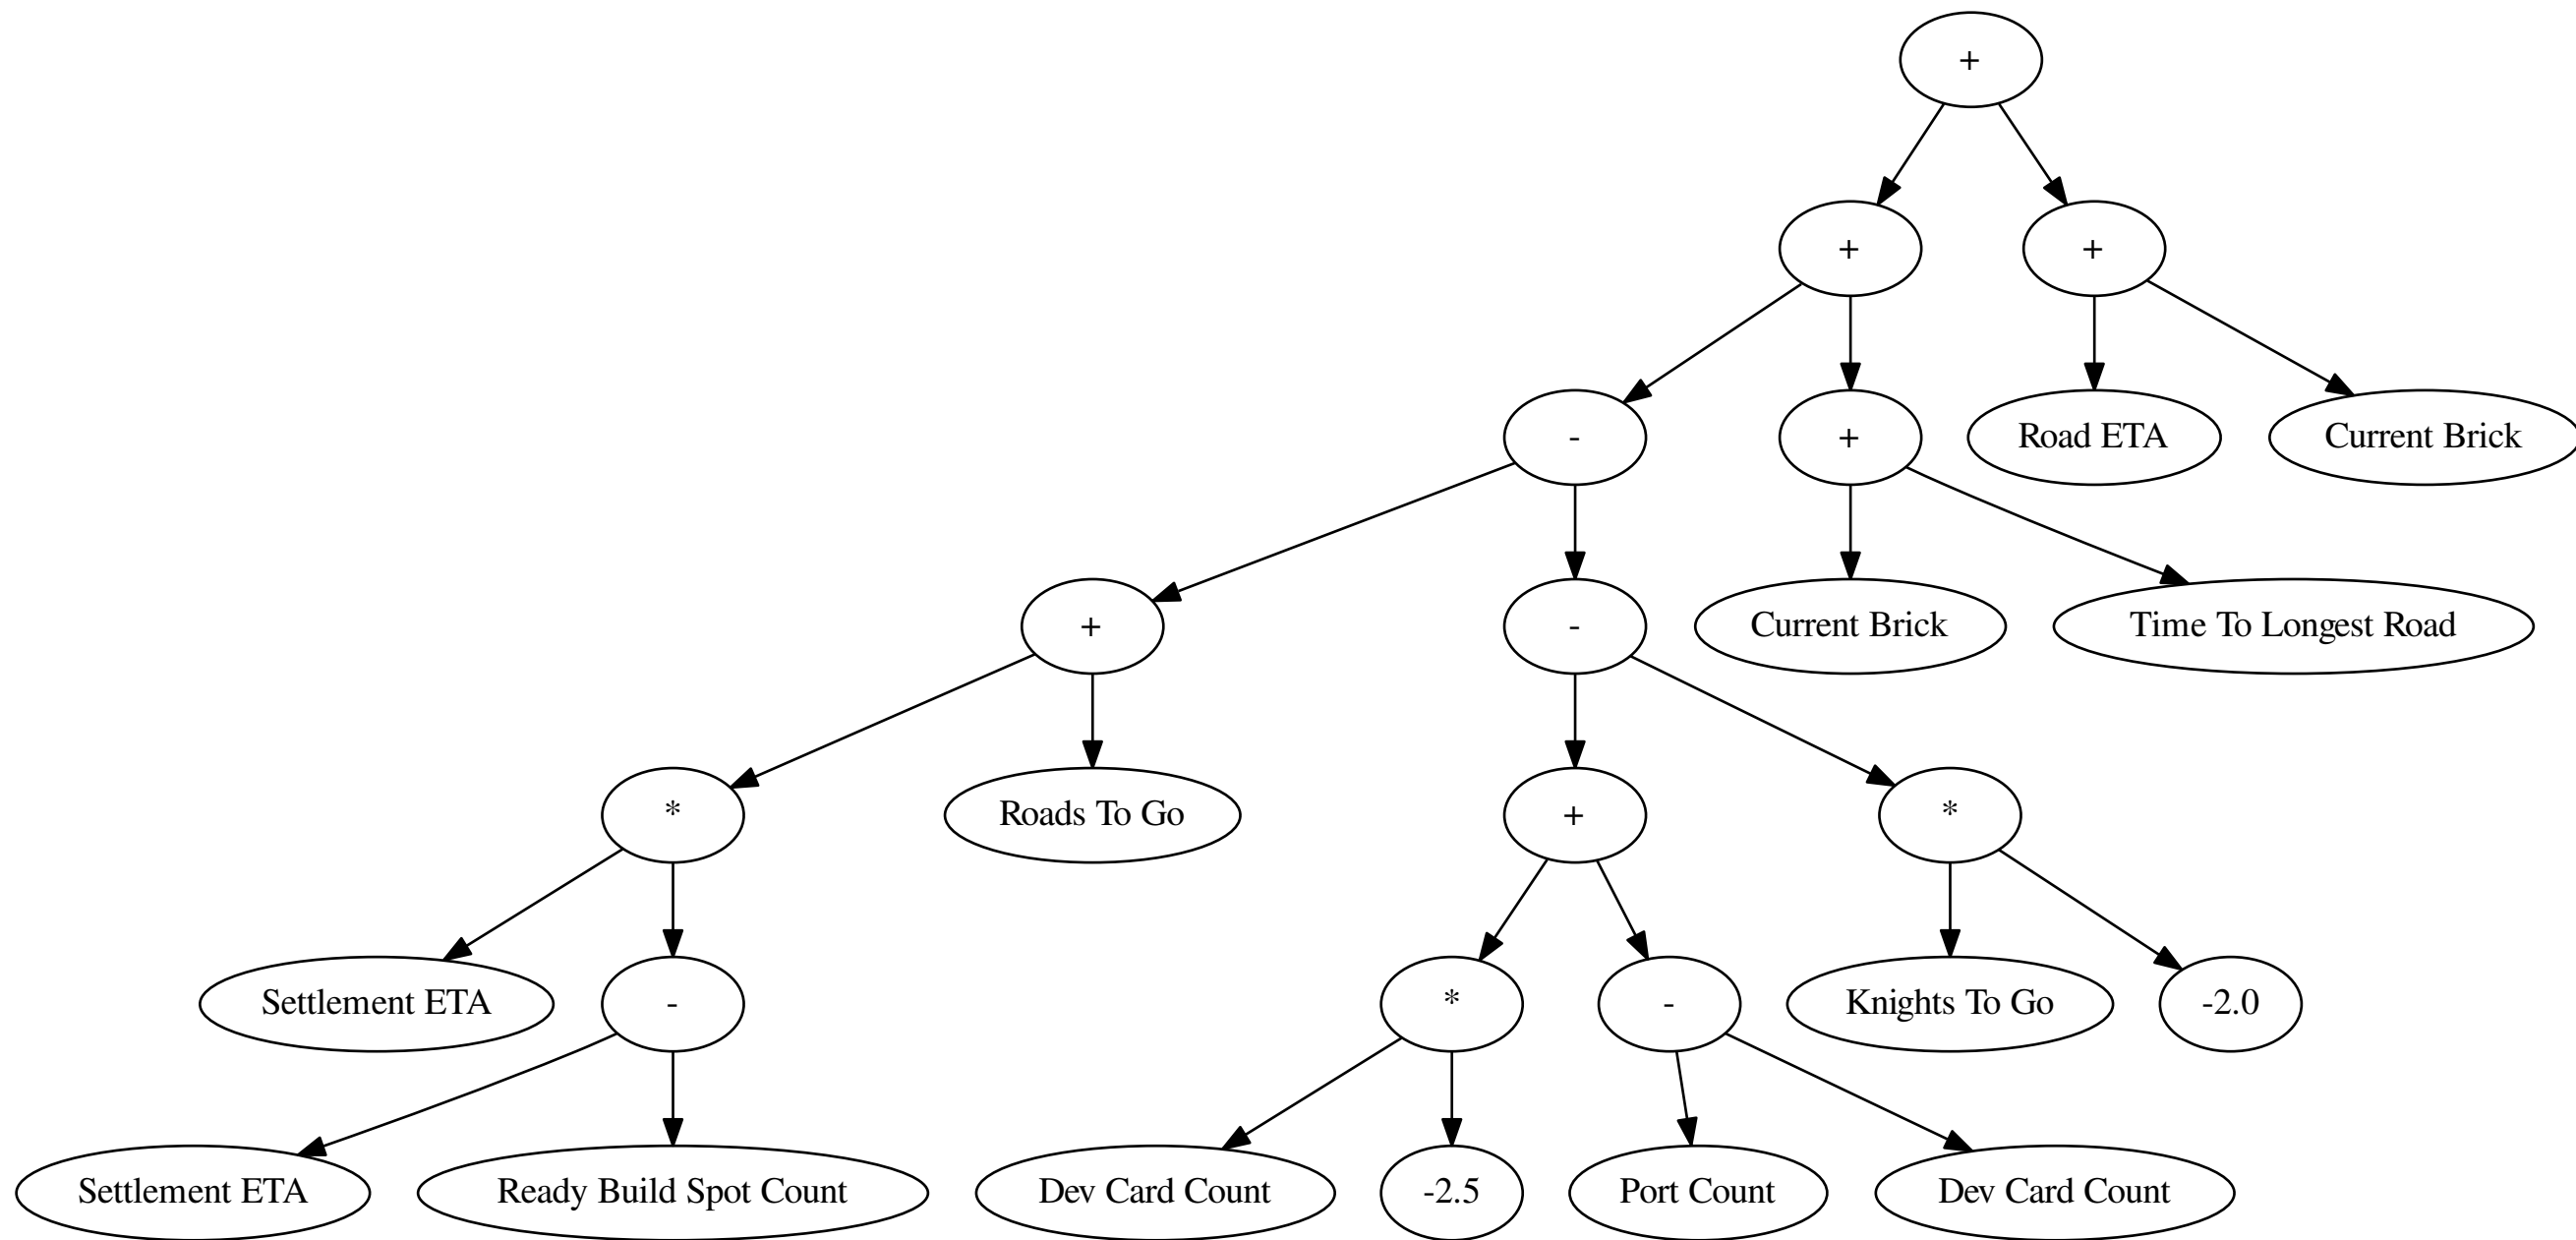 +
+
+
-
+
Road ETA
Current Brick
+
-
Current Brick
Time To Longest Road
*
Roads To Go
+
*
Settlement ETA
-
*
-
Knights To Go
-2.0
Settlement ETA
Ready Build Spot Count
Dev Card Count
-2.5
Port Count
Dev Card Count